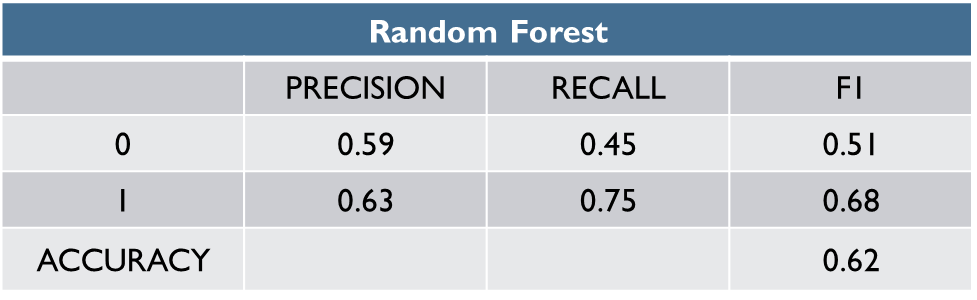 Random Forest
PRECISION RECALL F1
0 0.59 0.45 0.51
1 0.63 0.75 0.68
ACCURACY 0.62